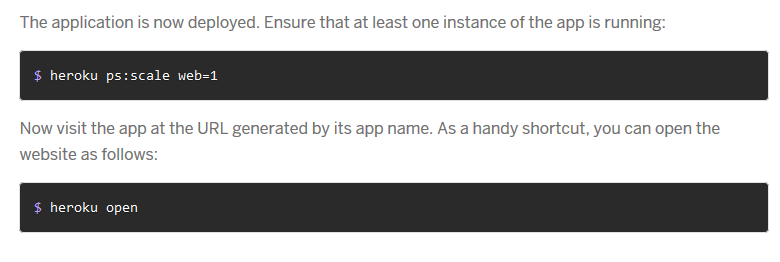 The application is now deployed. Ensure that at least one instance of the app is running:
$ heroku ps:scale web=1
Now visit the app at the URL generated by its app name. As a handy shortcut, you can open the
website as follows:
$ heroku open